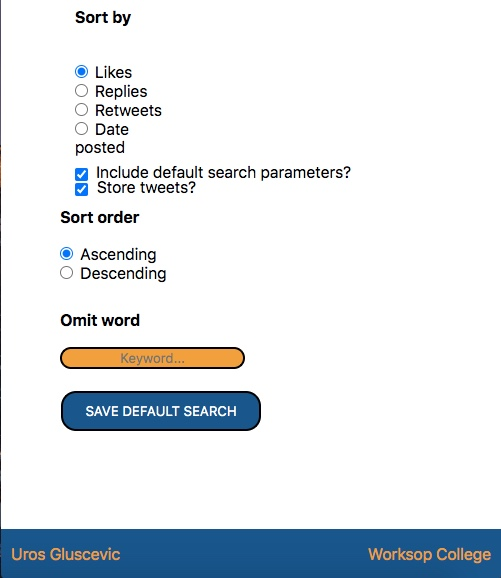 Sort by
Likes
Replies
Retweets
Date
posted
Include default search parameters?
Store tweets?
Sort order
Ascending
Descending
Omit word
Keyword...
SAVE DEFAULT SEARCH
Uros Gluscevic
Worksop College